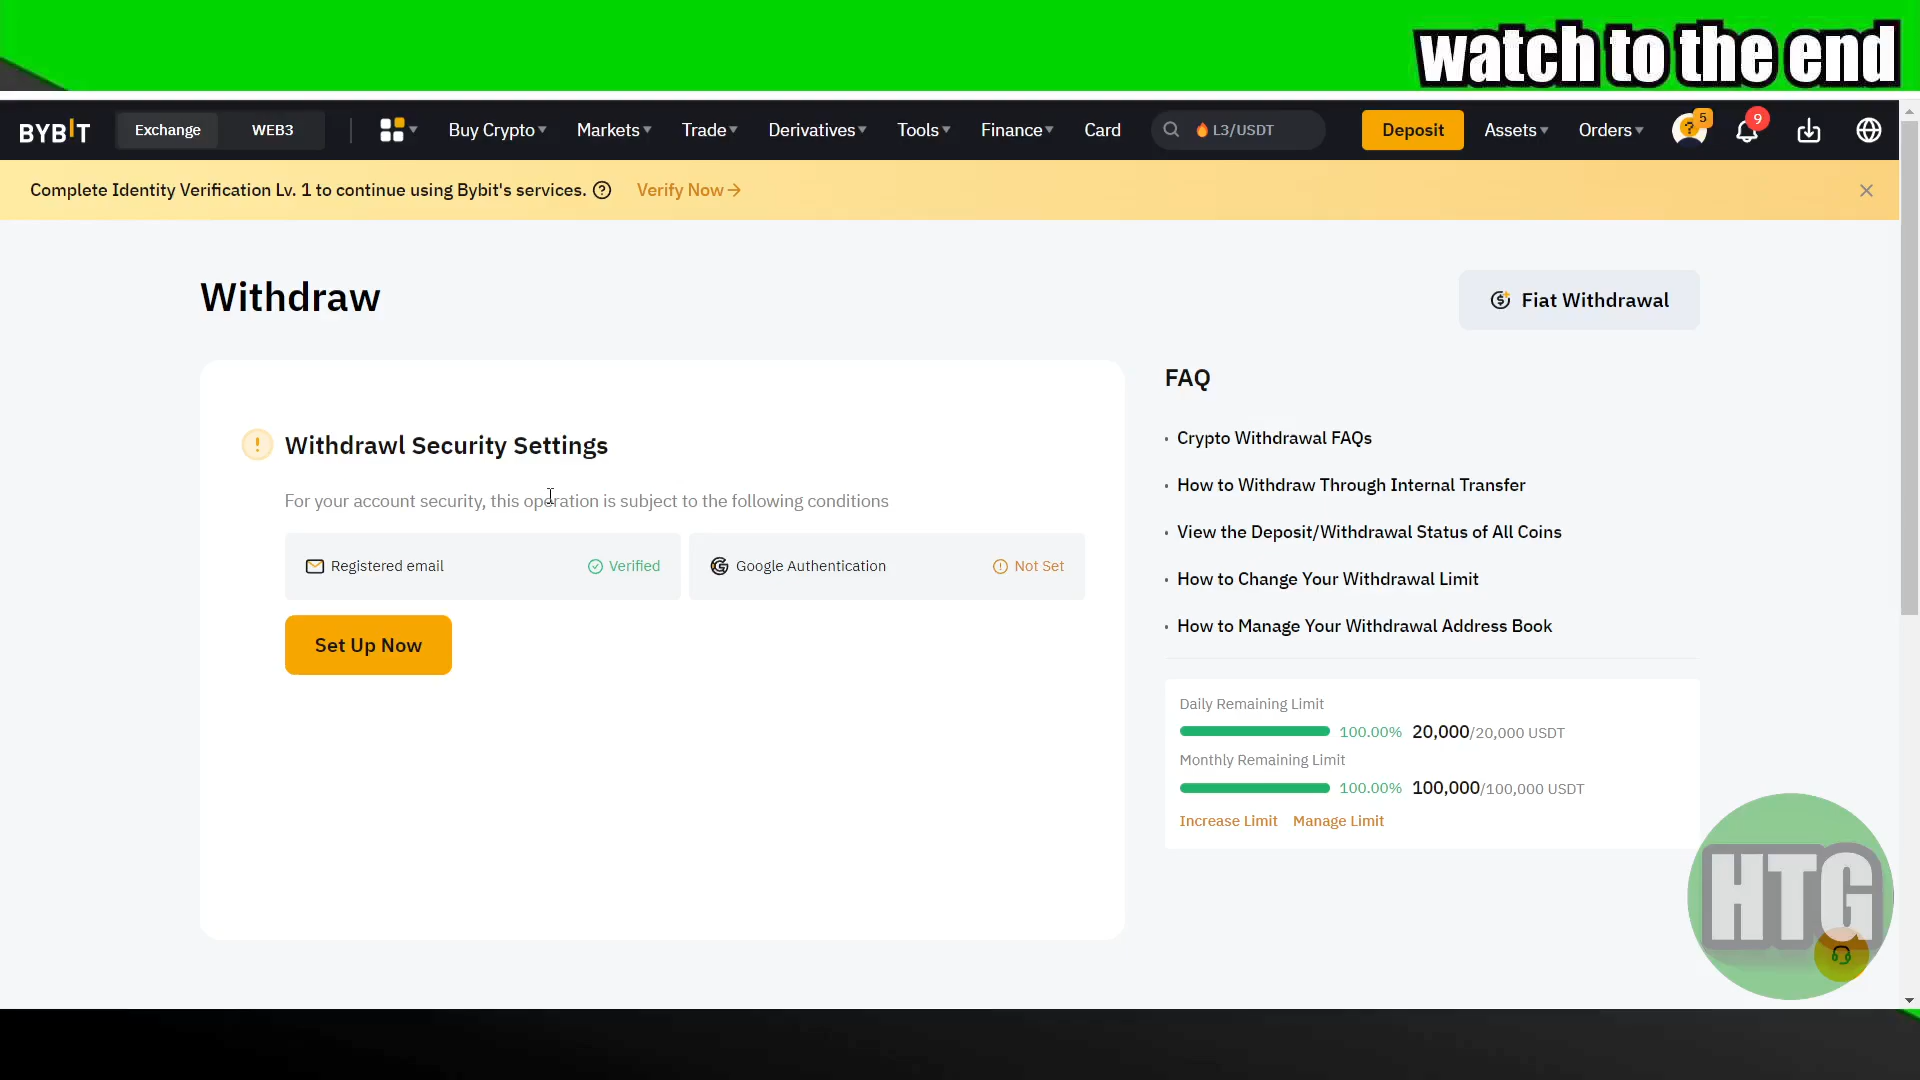 watch to the end
BYBIT Exchange WEB3 Buy Crypto Markets Trade Derivatives Tools Finance Card L3/USDT Deposit Assets Orders 5 9
Complete Identity Verification Lv. 1 to continue using Bybit's services. Verify Now
Withdraw
Fiat Withdrawal
Withdrawl Security Settings
For your account security, this operation is subject to the following conditions
Registered email Verified
Google Authentication Not Set
Set Up Now
FAQ
Crypto Withdrawal FAQs
How to Withdraw Through Internal Transfer
View the Deposit/Withdrawal Status of All Coins
How to Change Your Withdrawal Limit
How to Manage Your Withdrawal Address Book
Daily Remaining Limit
100.00% 20,000/20,000 USDT
Monthly Remaining Limit
100.00% 100,000/100,000 USDT
Increase Limit Manage Limit
HTG